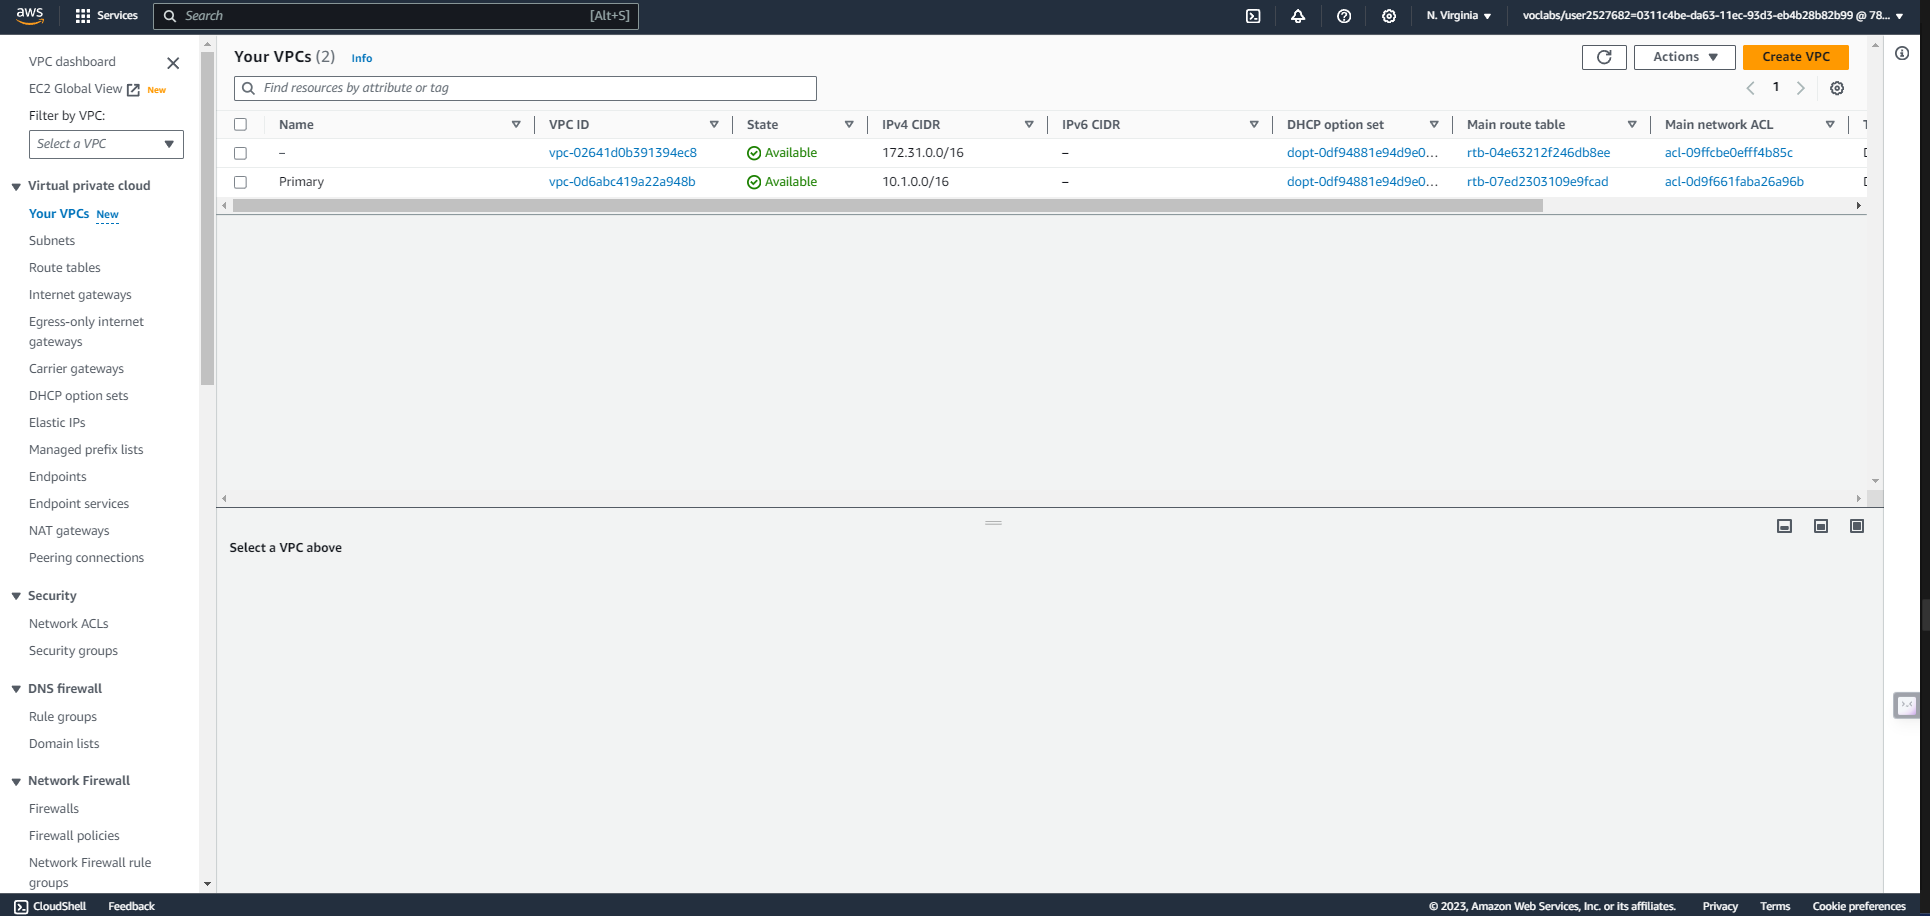 aws Services Search [Alt+S] N. Virginia voclabs/user2527682=0311c4be-da63-11ec-93d3-eb4b28b82b99 @ 78...
VPC dashboard
EC2 Global View New
Filter by VPC:
Select a VPC
Virtual private cloud
Your VPCs New
Subnets
Route tables
Internet gateways
Egress-only internet
gateways
Carrier gateways
DHCP option sets
Elastic IPs
Managed prefix lists
Endpoints
Endpoint services
NAT gateways
Peering connections
Security
Network ACLs
Security groups
DNS firewall
Rule groups
Domain lists
Network Firewall
Firewalls
Firewall policies
Network Firewall rule
groups
Your VPCs (2) Info
Actions Create VPC
Find resources by attribute or tag
1
Name VPC ID State IPv4 CIDR IPv6 CIDR DHCP option set Main route table Main network ACL
– vpc-02641d0b391394ec8 Available 172.31.0.0/16 – dopt-0df94881e94d9e0... rtb-04e63212f246db8ee acl-09ffcbe0efff4b85c
Primary vpc-0d6abc419a22a948b Available 10.1.0.0/16 – dopt-0df94881e94d9e0... rtb-07ed2303109e9fcad acl-0d9f661faba26a96b
Select a VPC above
CloudShell Feedback © 2023, Amazon Web Services, Inc. or its affiliates. Privacy Terms Cookie preferences